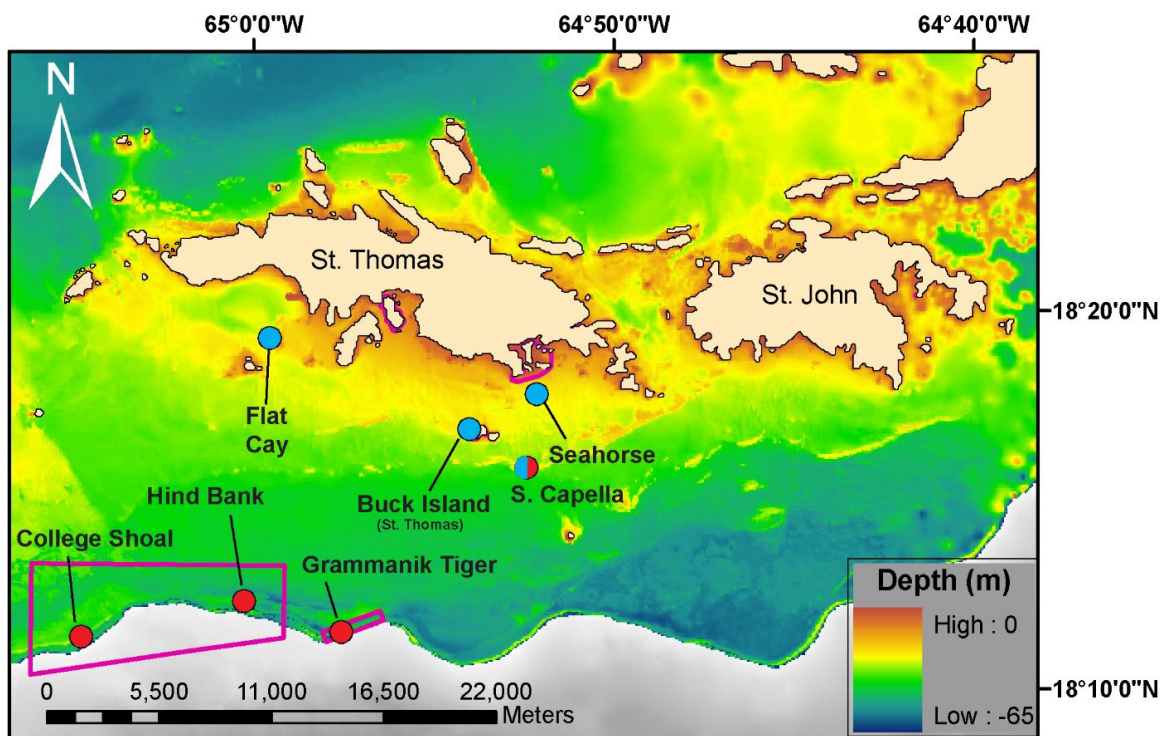 65°0'0"W
64°50'0"W
64°40'0"W
N
St. Thomas
St. John
18°20'0"N
Flat
Cay
Seahorse
Buck Island
(St. Thomas)
S. Capella
Hind Bank
College Shoal
Grammanik Tiger
Depth (m)
High : 0
Low : -65
18°10'0"N
0
5,500
11,000
16,500
22,000
Meters